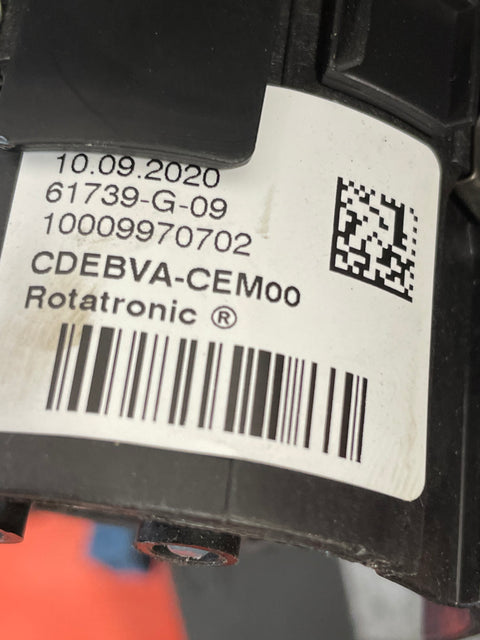 10.09.2020
61739-G-09
10009970702
CDEBVA-CEM00
Rotatronic ®